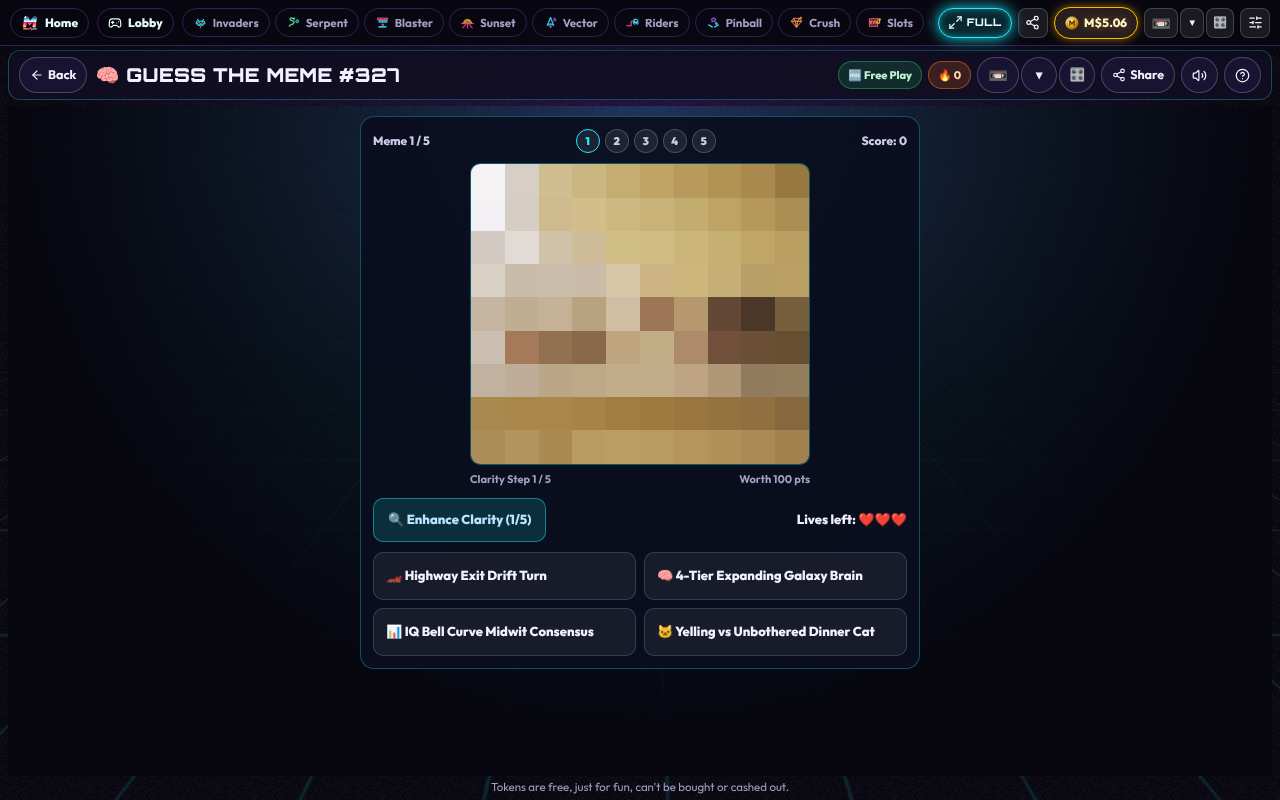 Home Lobby Invaders Serpent Blaster Sunset Vector Riders Pinball Crush Slots FULL M$5.06 ▼
← Back GUESS THE MEME #327 Free Play 0 ▼ Share
Meme 1 / 5 1 2 3 4 5 Score: 0
Clarity Step 1 / 5 Worth 100 pts
Enhance Clarity (1/5) Lives left:
Highway Exit Drift Turn 4-Tier Expanding Galaxy Brain
IQ Bell Curve Midwit Consensus Yelling vs Unbothered Dinner Cat
Tokens are free, just for fun, can't be bought or cashed out.